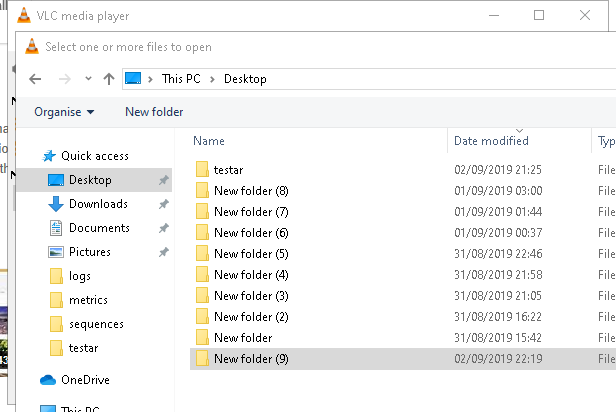 VLC media player
Select one or more files to open
This PC > Desktop
Organise New folder
Name Date modified Typ
Quick access
Desktop
Downloads
Documents
Pictures
logs
metrics
sequences
testar
OneDrive
This PC
testar 02/09/2019 21:25 File
New folder (8) 01/09/2019 03:00 File
New folder (7) 01/09/2019 01:44 File
New folder (6) 01/09/2019 00:37 File
New folder (5) 31/08/2019 22:46 File
New folder (4) 31/08/2019 21:58 File
New folder (3) 31/08/2019 21:05 File
New folder (2) 31/08/2019 16:22 File
New folder 31/08/2019 15:42 File
New folder (9) 02/09/2019 22:19 File